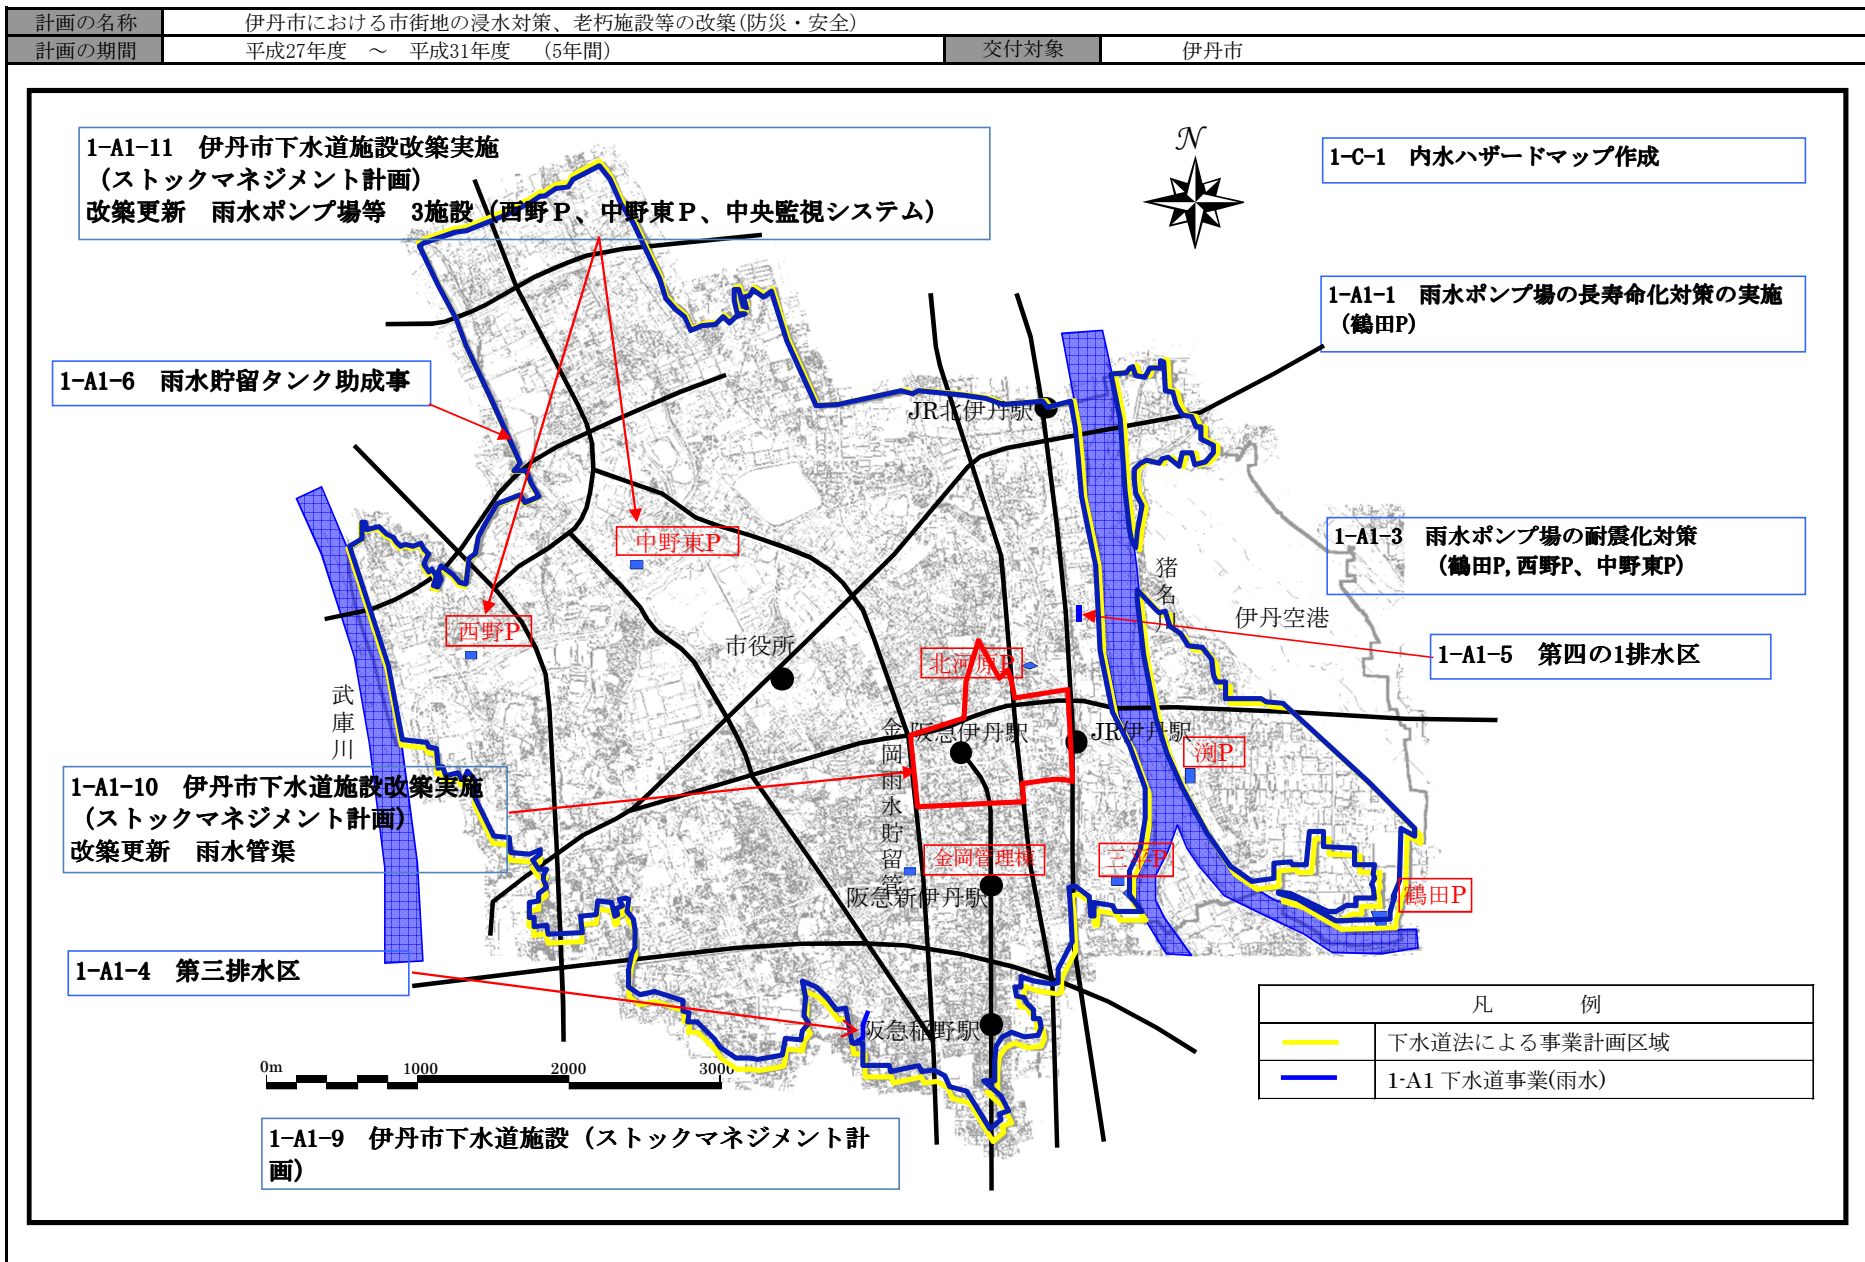 計画の名称 伊丹市における市街地の浸水対策、老朽施設等の改築(防災・安全)
計画の期間 平成27年度 ～ 平成31年度 (5年間) 交付対象 伊丹市
1-A1-11 伊丹市下水道施設改築実施
(ストックマネジメント計画)
改築更新 雨水ポンプ場等 3施設 (西野P、中野東P、中央監視システム)
N
1-C-1 内水ハザードマップ作成
1-A1-1 雨水ポンプ場の長寿命化対策の実施
(鶴田P)
1-A1-6 雨水貯留タンク助成事
JR北伊丹駅
1-A1-3 雨水ポンプ場の耐震化対策
(鶴田P,西野P、中野東P)
中野東P
猪名川
伊丹空港
西野P
市役所
北河原P
1-A1-5 第四の1排水区
武庫川
金岡雨水貯留管
阪急伊丹駅
JR伊丹駅
渕P
1-A1-10 伊丹市下水道施設改築実施
(ストックマネジメント計画)
改築更新 雨水管渠
金岡管理棟
三平P
阪急新伊丹駅
鶴田P
1-A1-4 第三排水区
阪急稲野駅
凡 例
下水道法による事業計画区域
1-A1 下水道事業(雨水)
0m 1000 2000 3000
1-A1-9 伊丹市下水道施設 (ストックマネジメント計
画)